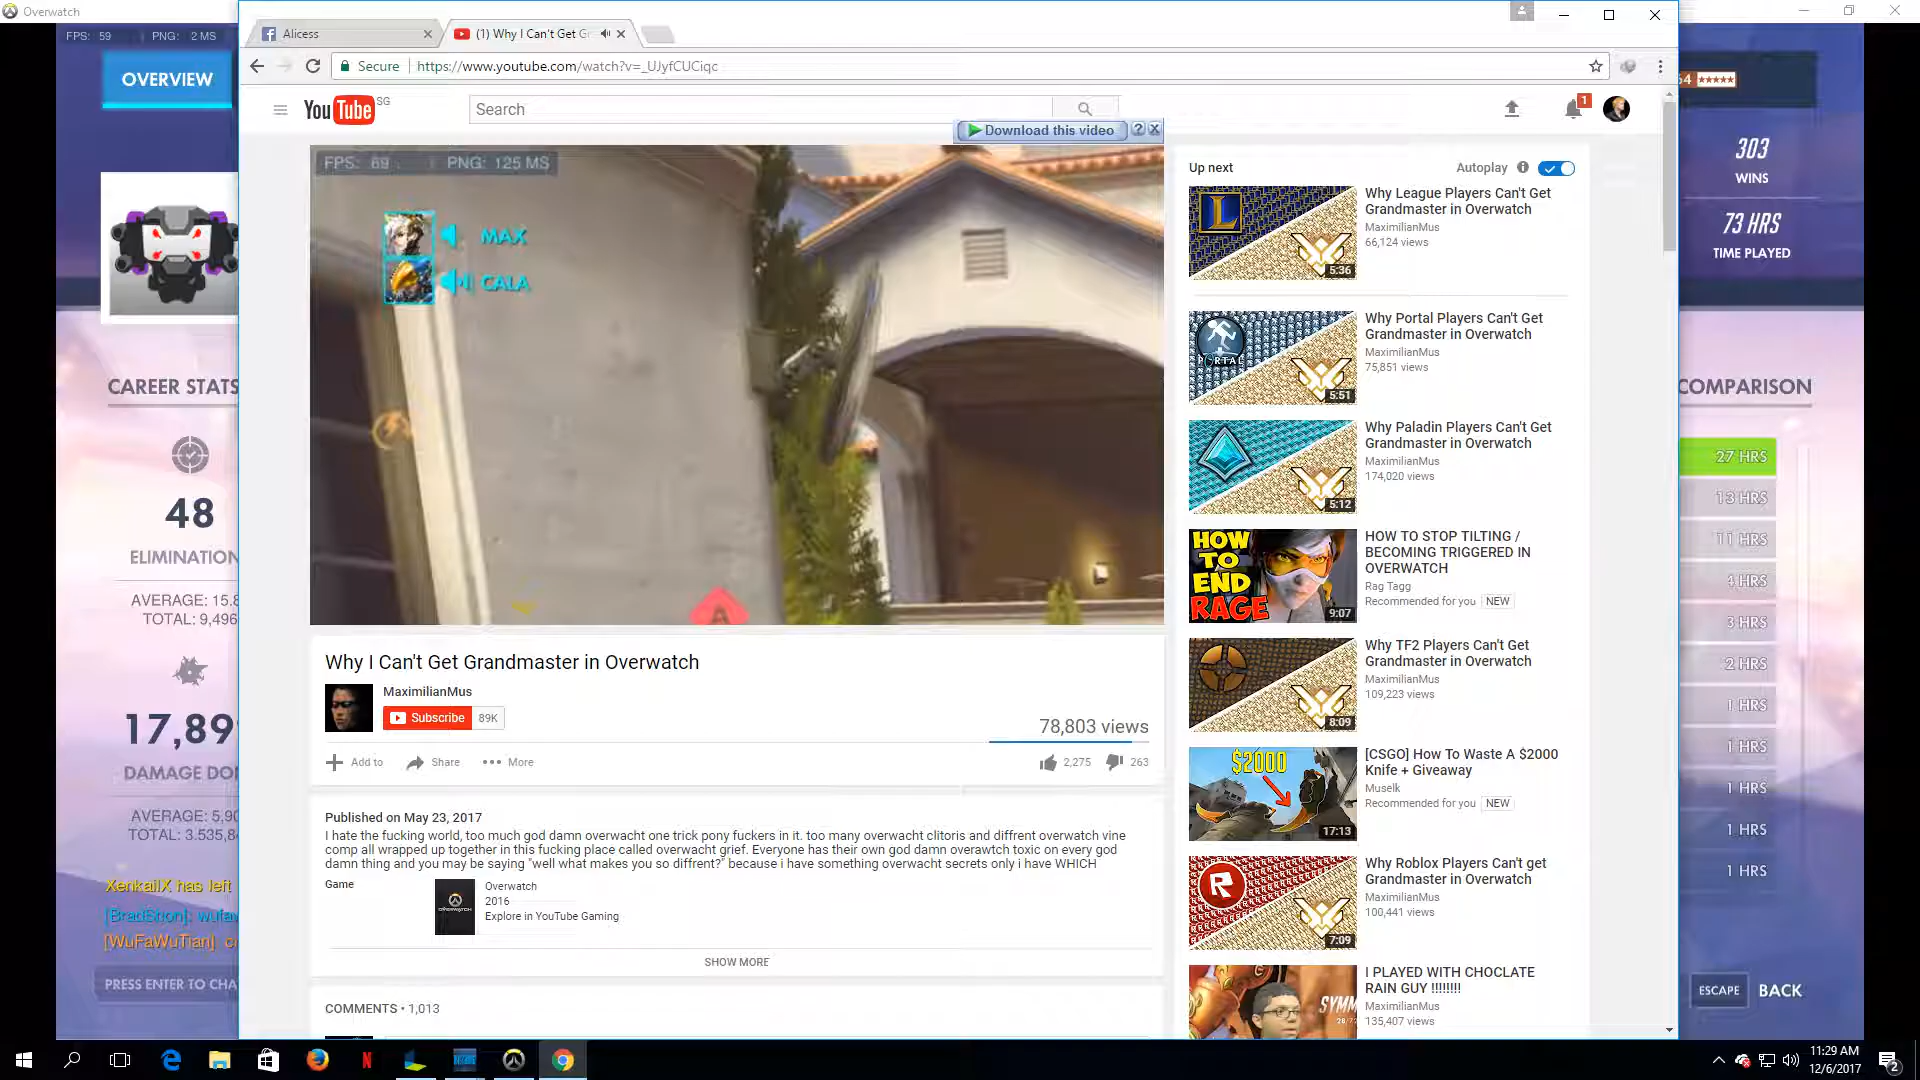 Overwatch
FPS: 59 PNG: 2 MS
OVERVIEW
CAREER STATS
48
ELIMINATION
AVERAGE: 15.8
TOTAL: 9,496
17,89
DAMAGE DON
AVERAGE: 5,90
TOTAL: 3,535,8
XenkaiIX has left
[BradShon]: wufaw
[WuFaWuTian]
PRESS ENTER TO CHA
Alicess
(1) Why I Can't Get Gr
Secure https://www.youtube.com/watch?v=_UJyfCUCiqc
YouTube SG
Search
1
Download this video ?
FPS: 69 PNG: 125 MS
MAX
CALA
A
Why I Can't Get Grandmaster in Overwatch
MaximilianMus
Subscribe 89K
78,803 views
Add to Share More
2,275 263
Published on May 23, 2017
I hate the fucking world, too much god damn overwacht one trick pony fuckers in it. too many overwacht clitoris and diffrent overwatch vine
comp all wrapped up together in this fucking place called overwacht grief. Everyone has their own god damn overawtch toxic on every god
damn thing and you may be saying "well what makes you so diffrent?" because i have something overwacht secrets only i have WHICH
Game
OVERWATCH
Overwatch
2016
Explore in YouTube Gaming
SHOW MORE
COMMENTS • 1,013
Up next
Autoplay
Why League Players Can't Get
Grandmaster in Overwatch
MaximilianMus
66,124 views
L
5:36
Why Portal Players Can't Get
Grandmaster in Overwatch
MaximilianMus
75,851 views
PORTAL
5:51
Why Paladin Players Can't Get
Grandmaster in Overwatch
MaximilianMus
174,020 views
5:12
HOW TO STOP TILTING /
BECOMING TRIGGERED IN
OVERWATCH
Rag Tagg
Recommended for you NEW
HOW
TO
END
RAGE
9:07
Why TF2 Players Can't Get
Grandmaster in Overwatch
MaximilianMus
109,223 views
8:09
[CSGO] How To Waste A $2000
Knife + Giveaway
Muselk
Recommended for you NEW
$2000
17:13
Why Roblox Players Can't get
Grandmaster in Overwatch
MaximilianMus
100,441 views
R
7:09
I PLAYED WITH CHOCLATE
RAIN GUY !!!!!!!!
MaximilianMus
135,407 views
SYMM
64
303
WINS
73 HRS
TIME PLAYED
COMPARISON
27 HRS
13 HRS
11 HRS
4 HRS
3 HRS
2 HRS
1 HRS
1 HRS
1 HRS
1 HRS
1 HRS
ESCAPE BACK
11:29 AM
12/6/2017
2